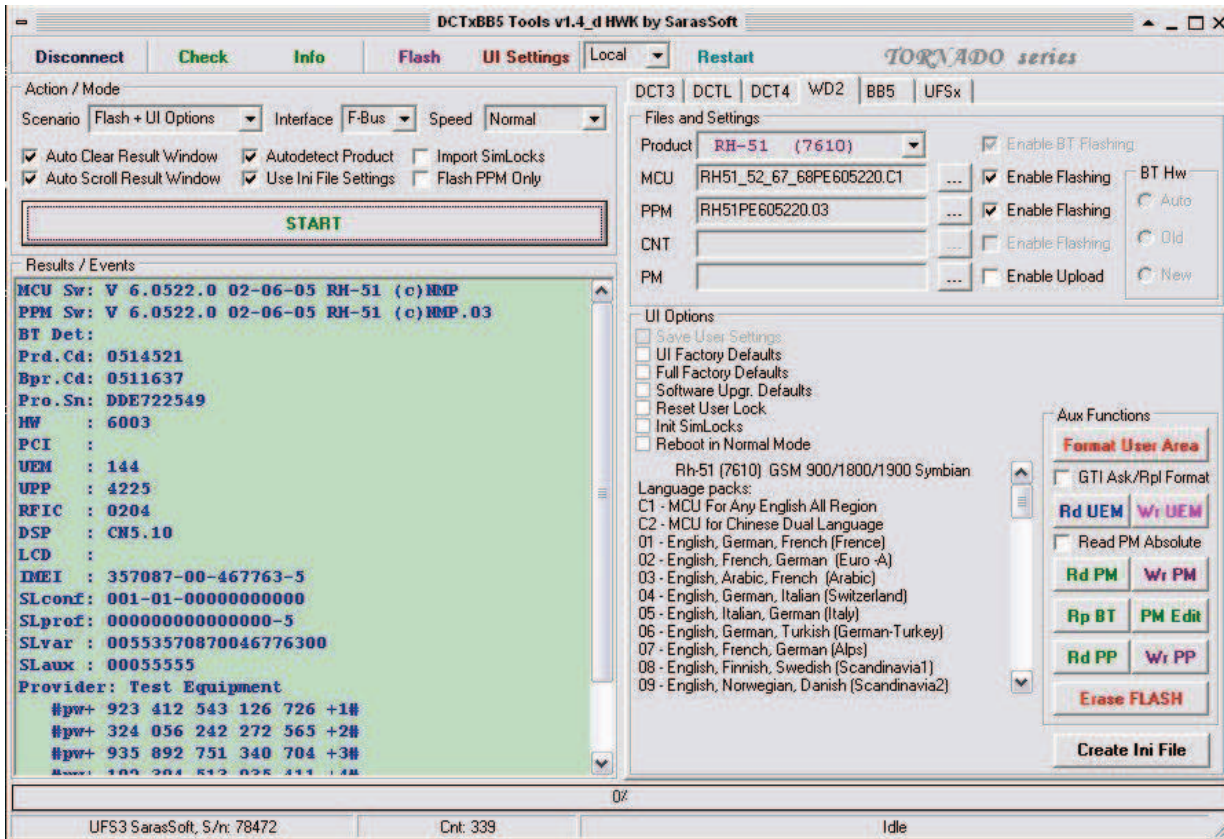 DCTxBB5 Tools v1.4_d HWK by SarasSoft
Disconnect Check Info Flash UI Settings Local Restart TORNADO series
Action / Mode
Scenario Flash + UI Options Interface F-Bus Speed Normal
Auto Clear Result Window Autodetect Product Import SimLocks
Auto Scroll Result Window Use Ini File Settings Flash PPM Only
START
Results / Events
MCU Sw: V 6.0522.0 02-06-05 RH-51 (c)NMP
PPM Sw: V 6.0522.0 02-06-05 RH-51 (c)NMP.03
BT Det:
Prd.Cd: 0514521
Bpr.Cd: 0511637
Pro.Sn: DDE722549
HW : 6003
PCI :
UEM : 144
UPP : 4225
RFIC : 0204
DSP : CN5.10
LCD :
IMEI : 357087-00-467763-5
SLconf: 001-01-00000000000
SLprof: 000000000000000-5
SLvar : 00553570870046776300
SLaux : 00055555
Provider: Test Equipment
#pw+ 923 412 543 126 726 +1#
#pw+ 324 056 242 272 565 +2#
#pw+ 935 892 751 340 704 +3#
DCT3 DCTL DCT4 WD2 BB5 UFSx
Files and Settings
Product RH-51 (7610) Enable BT Flashing
MCU RH51_52_67_68PE605220.C1 ... Enable Flashing
PPM RH51PE605220.03 ... Enable Flashing
CNT ... Enable Flashing
PM ... Enable Upload
BT Hw
Auto
Old
New
UI Options
Save User Settings
UI Factory Defaults
Full Factory Defaults
Software Upgr. Defaults
Reset User Lock
Init SimLocks
Reboot in Normal Mode
Rh-51 (7610) GSM 900/1800/1900 Symbian
Language packs:
C1 - MCU For Any English All Region
C2 - MCU for Chinese Dual Language
01 - English, German, French (Frence)
02 - English, French, German (Euro -A)
03 - English, Arabic, French (Arabic)
04 - English, German, Italian (Switzerland)
05 - English, Italian, German (Italy)
06 - English, German, Turkish (German-Turkey)
07 - English, French, German (Alps)
08 - English, Finnish, Swedish (Scandinavia1)
09 - English, Norwegian, Danish (Scandinavia2)
Aux Functions
Format User Area
GTI Ask/Rpl Format
Rd UEM Wr UEM
Read PM Absolute
Rd PM Wr PM
Rp BT PM Edit
Rd PP Wr PP
Erase FLASH
Create Ini File
0%
UFS3 SarasSoft, S/n: 78472 Cnt: 339 Idle